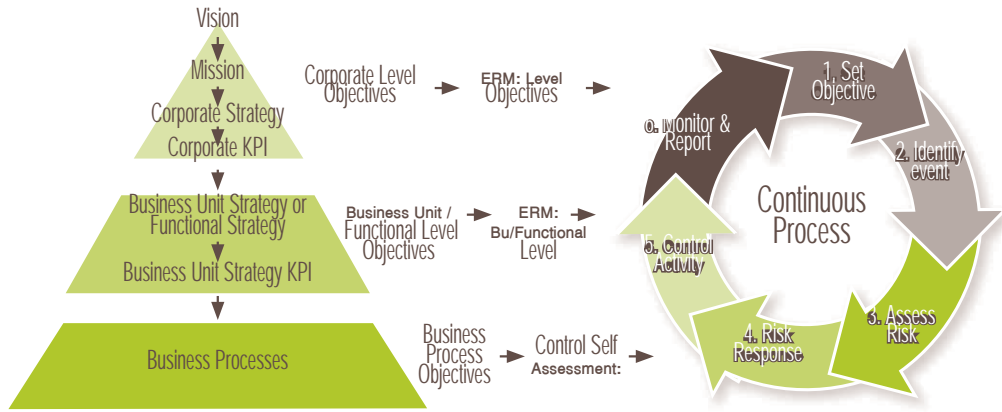 Vision
Mission
Corporate Strategy
Corporate KPI
Corporate Level
Objectives
ERM: Level
Objectives
Business Unit Strategy or
Functional Strategy
Business Unit Strategy KPI
Business Unit /
Functional Level
Objectives
ERM:
Bu/Functional
Level
Business Processes
Business
Process
Objectives
Control Self
Assessment:
1. Set
Objective
2. Identify
event
3. Assess
Risk
4. Risk
Response
5. Control
Activity
6. Monitor &
Report
Continuous
Process